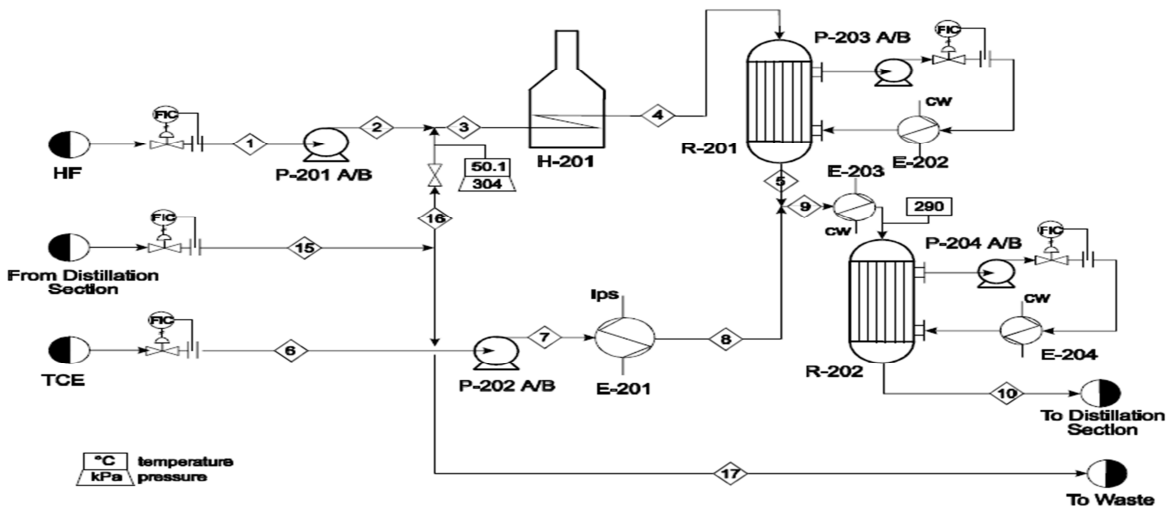 FIC
HF
1
P-201 A/B
2
3
50.1
304
H-201
4
R-201
P-203 A/B
FIC
CW
E-202
5
9
E-203
CW
290
FIC
From Distillation
Section
15
16
FIC
TCE
6
P-202 A/B
7
lps
E-201
8
P-204 A/B
FIC
CW
E-204
R-202
10
To Distillation
Section
17
To Waste
°C temperature
kPa pressure